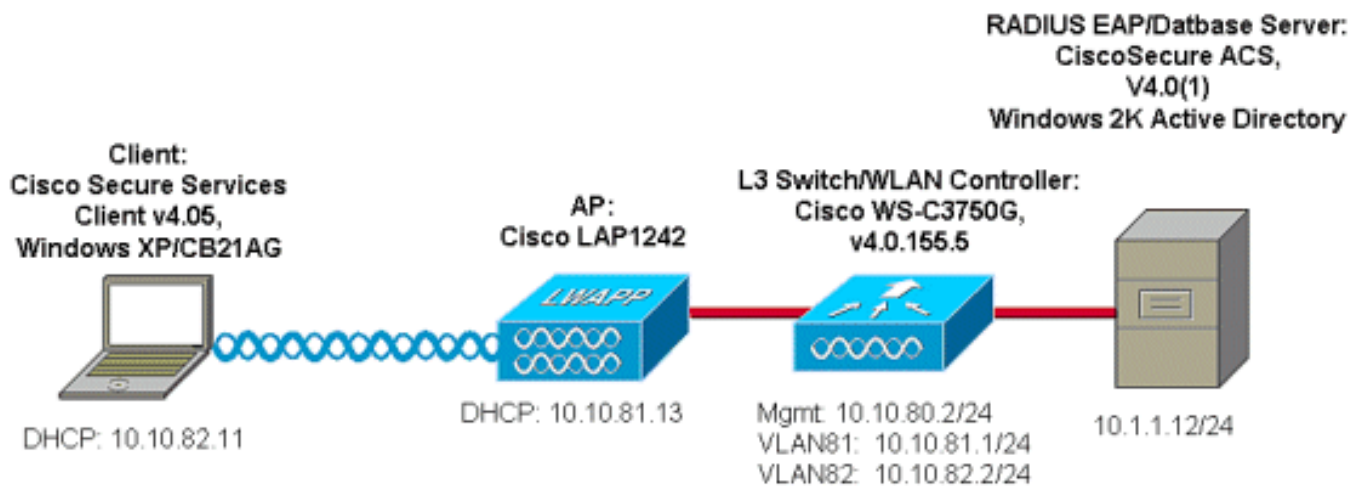 RADIUS EAP/Datbase Server:
CiscoSecure ACS,
V4.0(1)
Windows 2K Active Directory
Client:
Cisco Secure Services
Client v4.05,
Windows XP/CB21AG
AP:
Cisco LAP1242
L3 Switch/WLAN Controller:
Cisco WS-C3750G,
v4.0.155.5
LWAPP
DHCP: 10.10.82.11
DHCP: 10.10.81.13
Mgmt: 10.10.80.2/24
VLAN81: 10.10.81.1/24
VLAN82: 10.10.82.2/24
10.1.1.12/24